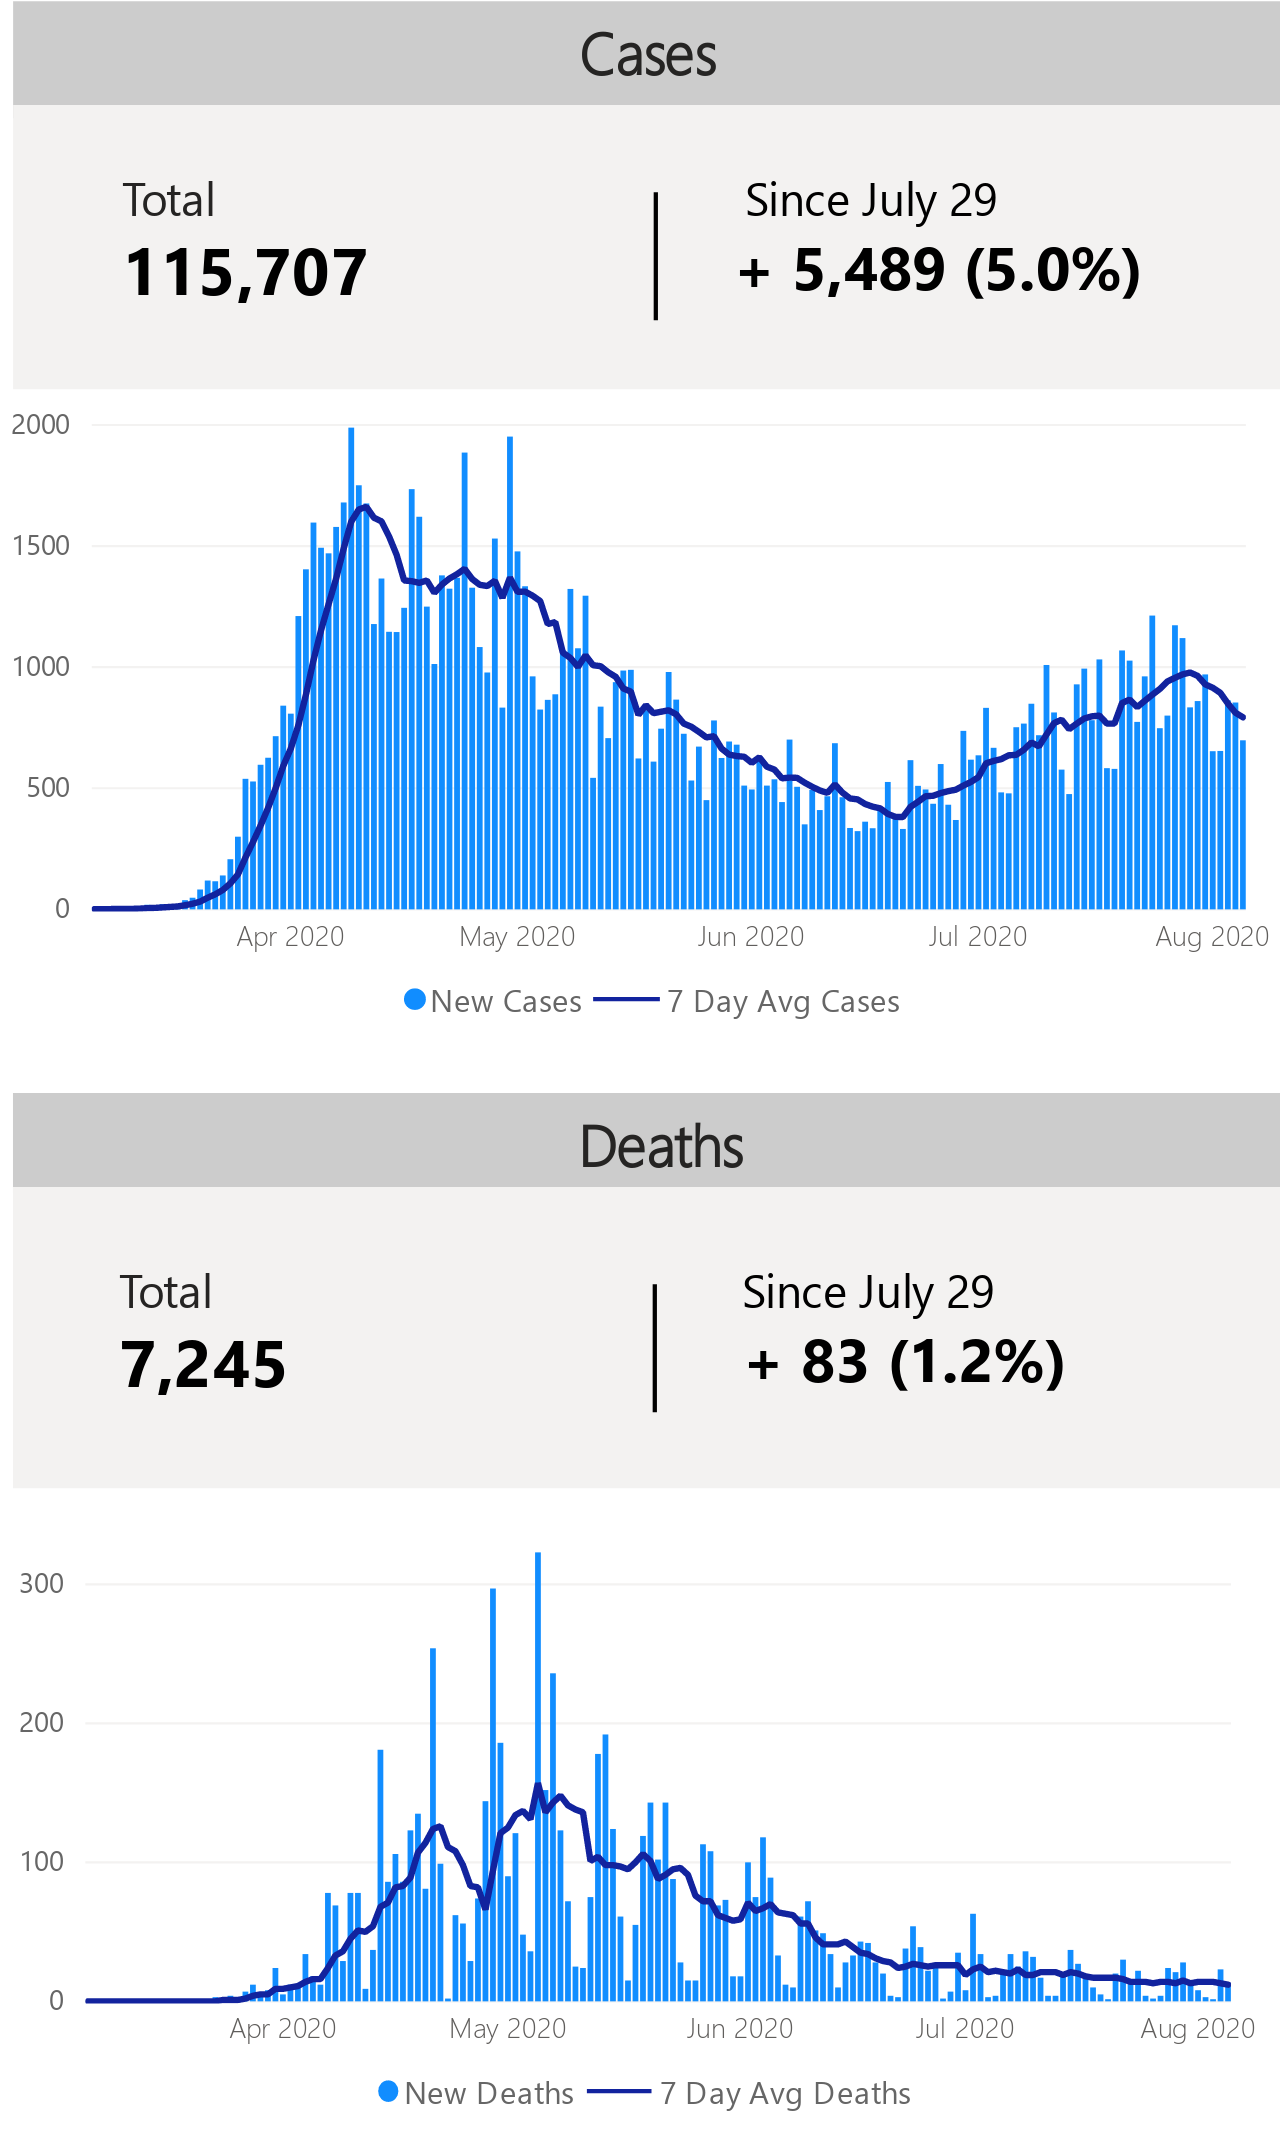 Cases
Total
Since July 29
115,707
+ 5,489 (5.0%)
2000
1500
1000
500
0
Apr 2020
May 2020
Jun 2020
Jul 2020
Aug 2020
New Cases
7 Day Avg Cases
Deaths
Total
Since July 29
7,245
+ 83 (1.2%)
300
200
100
0
Apr 2020
May 2020
Jun 2020
Jul 2020
Aug 2020
New Deaths
7 Day Avg Deaths